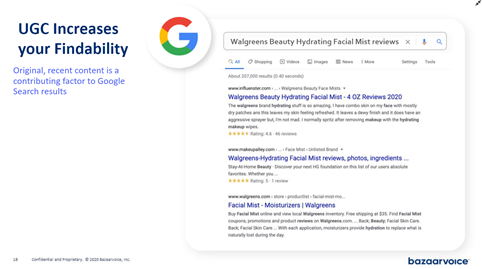 UGC Increases
your Findability
Original, recent content is a
contributing factor to Google
Search results
Walgreens Beauty Hydrating Facial Mist reviews
All
Shopping
Videos
Images
News
More
Settings
Tools
About 357,000 results (0.40 seconds)
www.influenster.com › ... › Walgreens Beauty Face Mists
Walgreens Beauty Hydrating Facial Mist - 4 OZ Reviews 2020
The walgreens brand hydrating stuff is so amazing. I have combo skin on my face with mostly
dry patches and this leaves my skin feeling refreshed. It leaves a dewy finish and it does have an
aggressive spray but, I'm not mad. I normally spritz after removing makeup with the hydrating
makeup wipes.
Rating: 4.6 · 46 reviews
www.makeupalley.com › ... › Face Mist - Unlisted Brand
Walgreens-Hydrating Facial Mist reviews, photos, ingredients ...
Stay-At-Home Beauty · Discover your next HG foundation on this list of our users absolute
favorites. Whether you ...
Rating: 5 · 1 review
www.walgreens.com › store › productlist › facial-mist-mo...
Facial Mist - Moisturizers | Walgreens
Buy Facial Mist online and view local Walgreens inventory. Free shipping at $35. Find Facial Mist
coupons, promotions and product reviews on Walgreens.com. ... Back; Beauty; Facial Skin Care.
Back; Facial Skin Care ... With each application, moisturizers provide hydration to replace what is
naturally lost during the day.
18
Confidential and Proprietary. © 2020 Bazaarvoice, Inc.
bazaarvoice